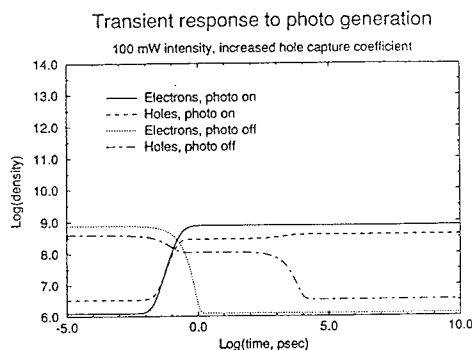 Transient response to photo generation
100 mW intensity, increased hole capture coefficient
14.0
13.0
12.0
11.0
10.0
9.0
8.0
7.0
6.0
Log(density)
Electrons, photo on
Holes, photo on
Electrons, photo off
Holes, photo off
-5.0
0.0
5.0
10.0
Log(time, psec)